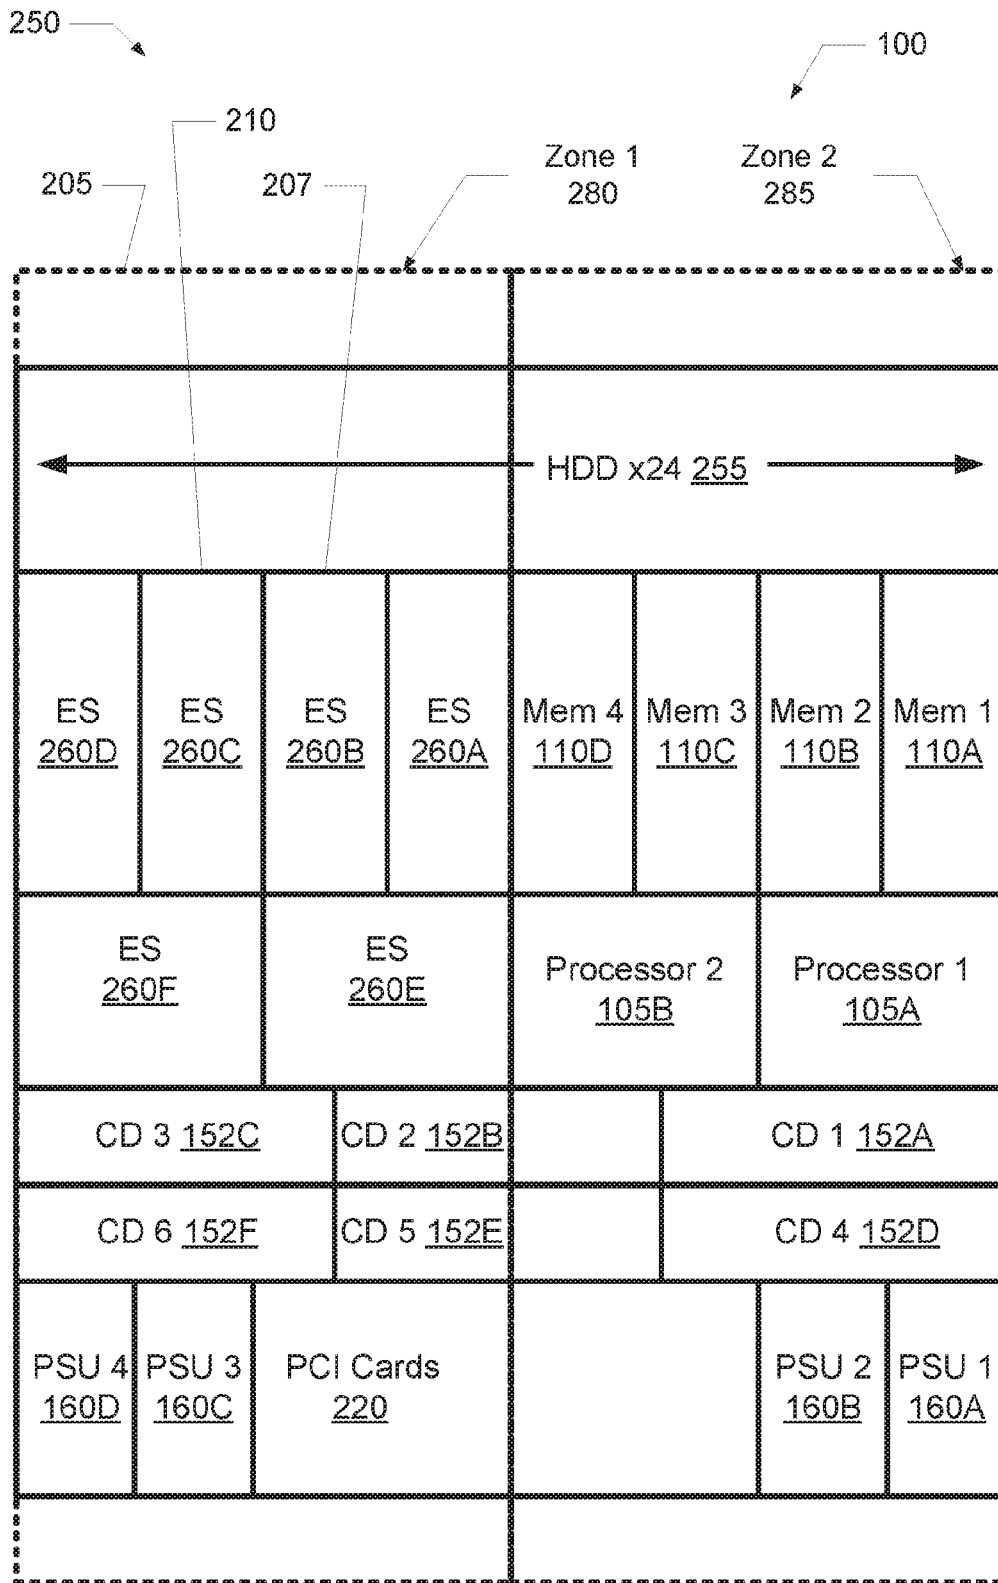 250
100
210
Zone 1
280
Zone 2
285
205
207
HDD x24 255
ES
260D
ES
260C
ES
260B
ES
260A
Mem 4
110D
Mem 3
110C
Mem 2
110B
Mem 1
110A
ES
260F
ES
260E
Processor 2
105B
Processor 1
105A
CD 3 152C
CD 2 152B
CD 1 152A
CD 6 152F
CD 5 152E
CD 4 152D
PSU 4
160D
PSU 3
160C
PCI Cards
220
PSU 2
160B
PSU 1
160A